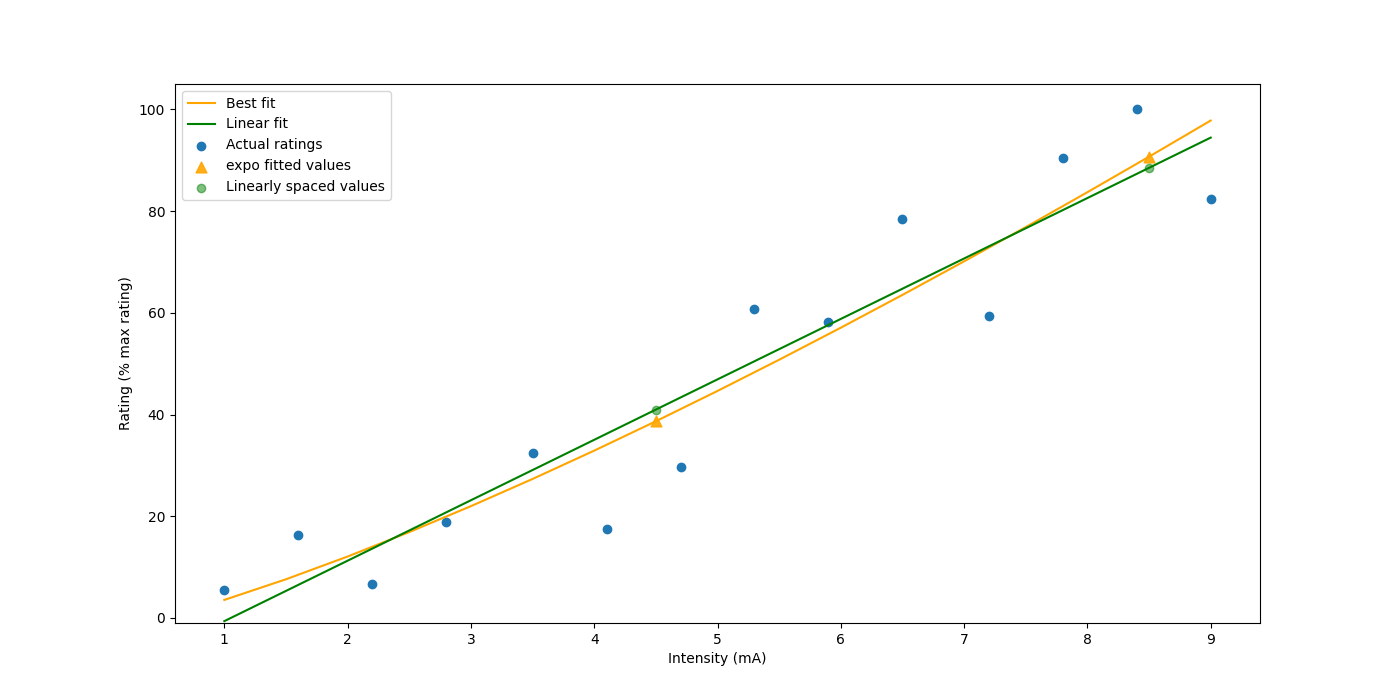 Best fit
Linear fit
Actual ratings
expo fitted values
Linearly spaced values
100
80
60
40
20
0
Rating (% max rating)
1 2 3 4 5 6 7 8 9
Intensity (mA)